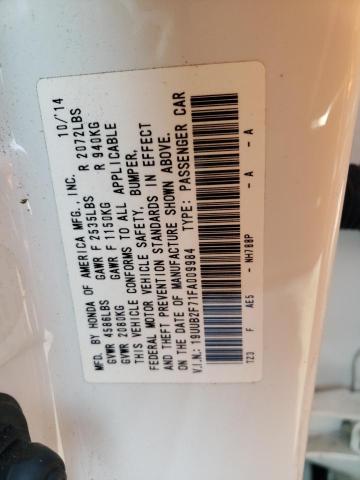 MFD. BY HONDA OF AMERICA MFG., INC. 10/14
GVWR 4586LBS GAWR F 2535LBS R 2072LBS
GVWR 2080KG GAWR F 1150KG R 940KG
THIS VEHICLE CONFORMS TO ALL APPLICABLE
FEDERAL MOTOR VEHICLE SAFETY, BUMPER,
AND THEFT PREVENTION STANDARDS IN EFFECT
ON THE DATE OF MANUFACTURE SHOWN ABOVE.
V.I.N.: 19UUB2F71FA009984 TYPE: PASSENGER CAR
TZ3 F AE5 NH788P - A - A